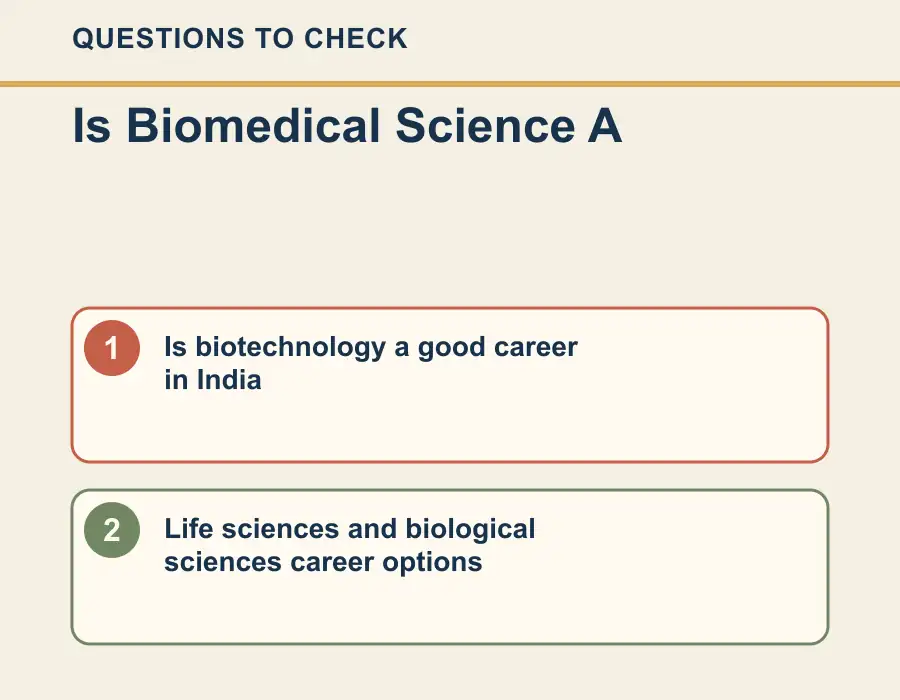 QUESTIONS TO CHECK
Is Biomedical Science A
1
Is biotechnology a good career
in India
2
Life sciences and biological
sciences career options